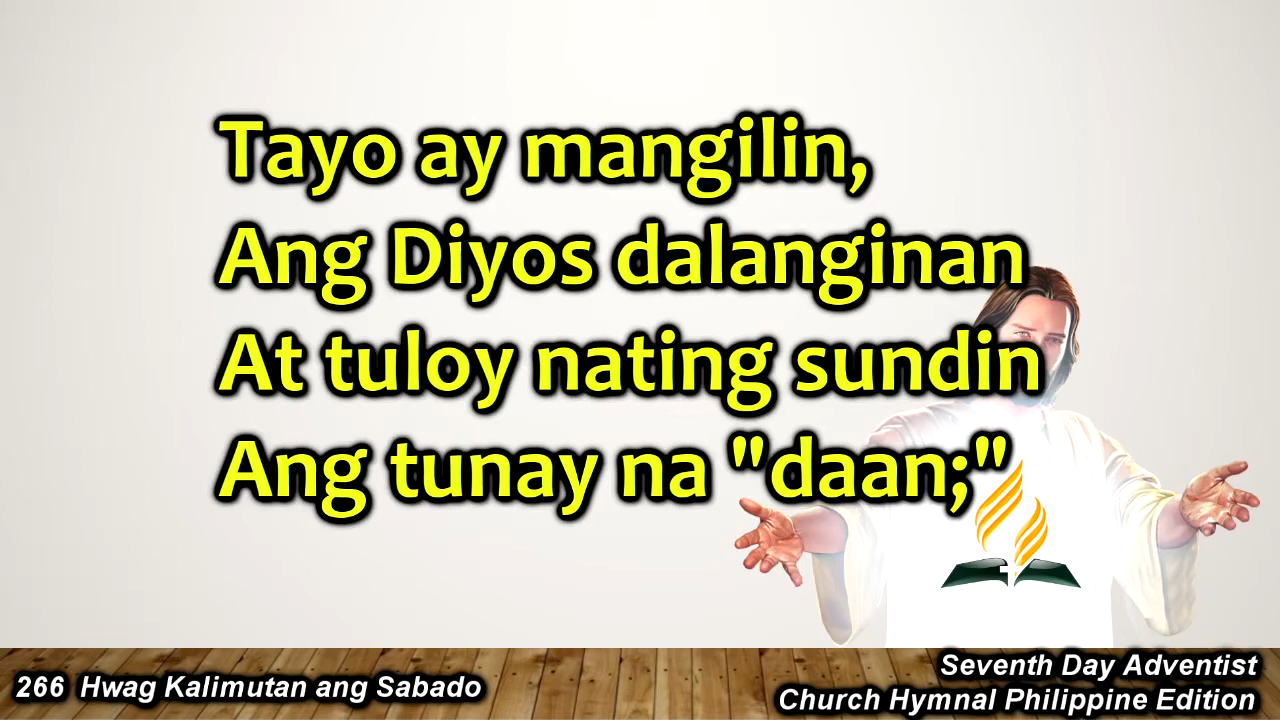 Tayo ay mangilin,
Ang Diyos dalanginan
At tuloy nating sundin
Ang tunay na "daan;"
266 Hwag Kalimutan ang Sabado
Seventh Day Adventist
Church Hymnal Philippine Edition